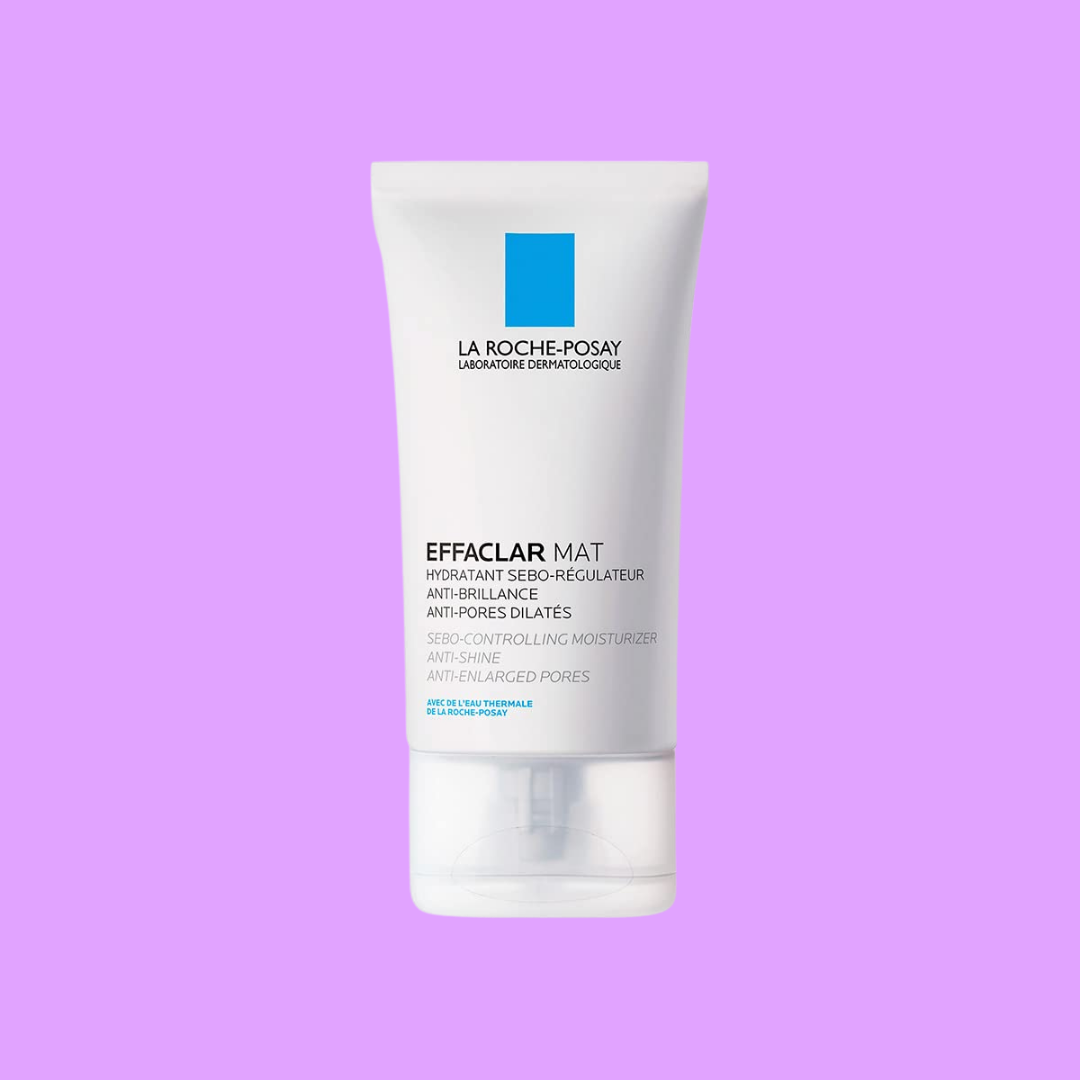 LA ROCHE-POSAY
LABORATOIRE DERMATOLOGIQUE
EFFACLAR MAT
HYDRATANT SEBO-RÉGULATEUR
ANTI-BRILLANCE
ANTI-PORES DILATÉS
SEBO-CONTROLLING MOISTURIZER
ANTI-SHINE
ANTI-ENLARGED PORES
AVEC DE L'EAU THERMALE
DE LA ROCHE-POSAY